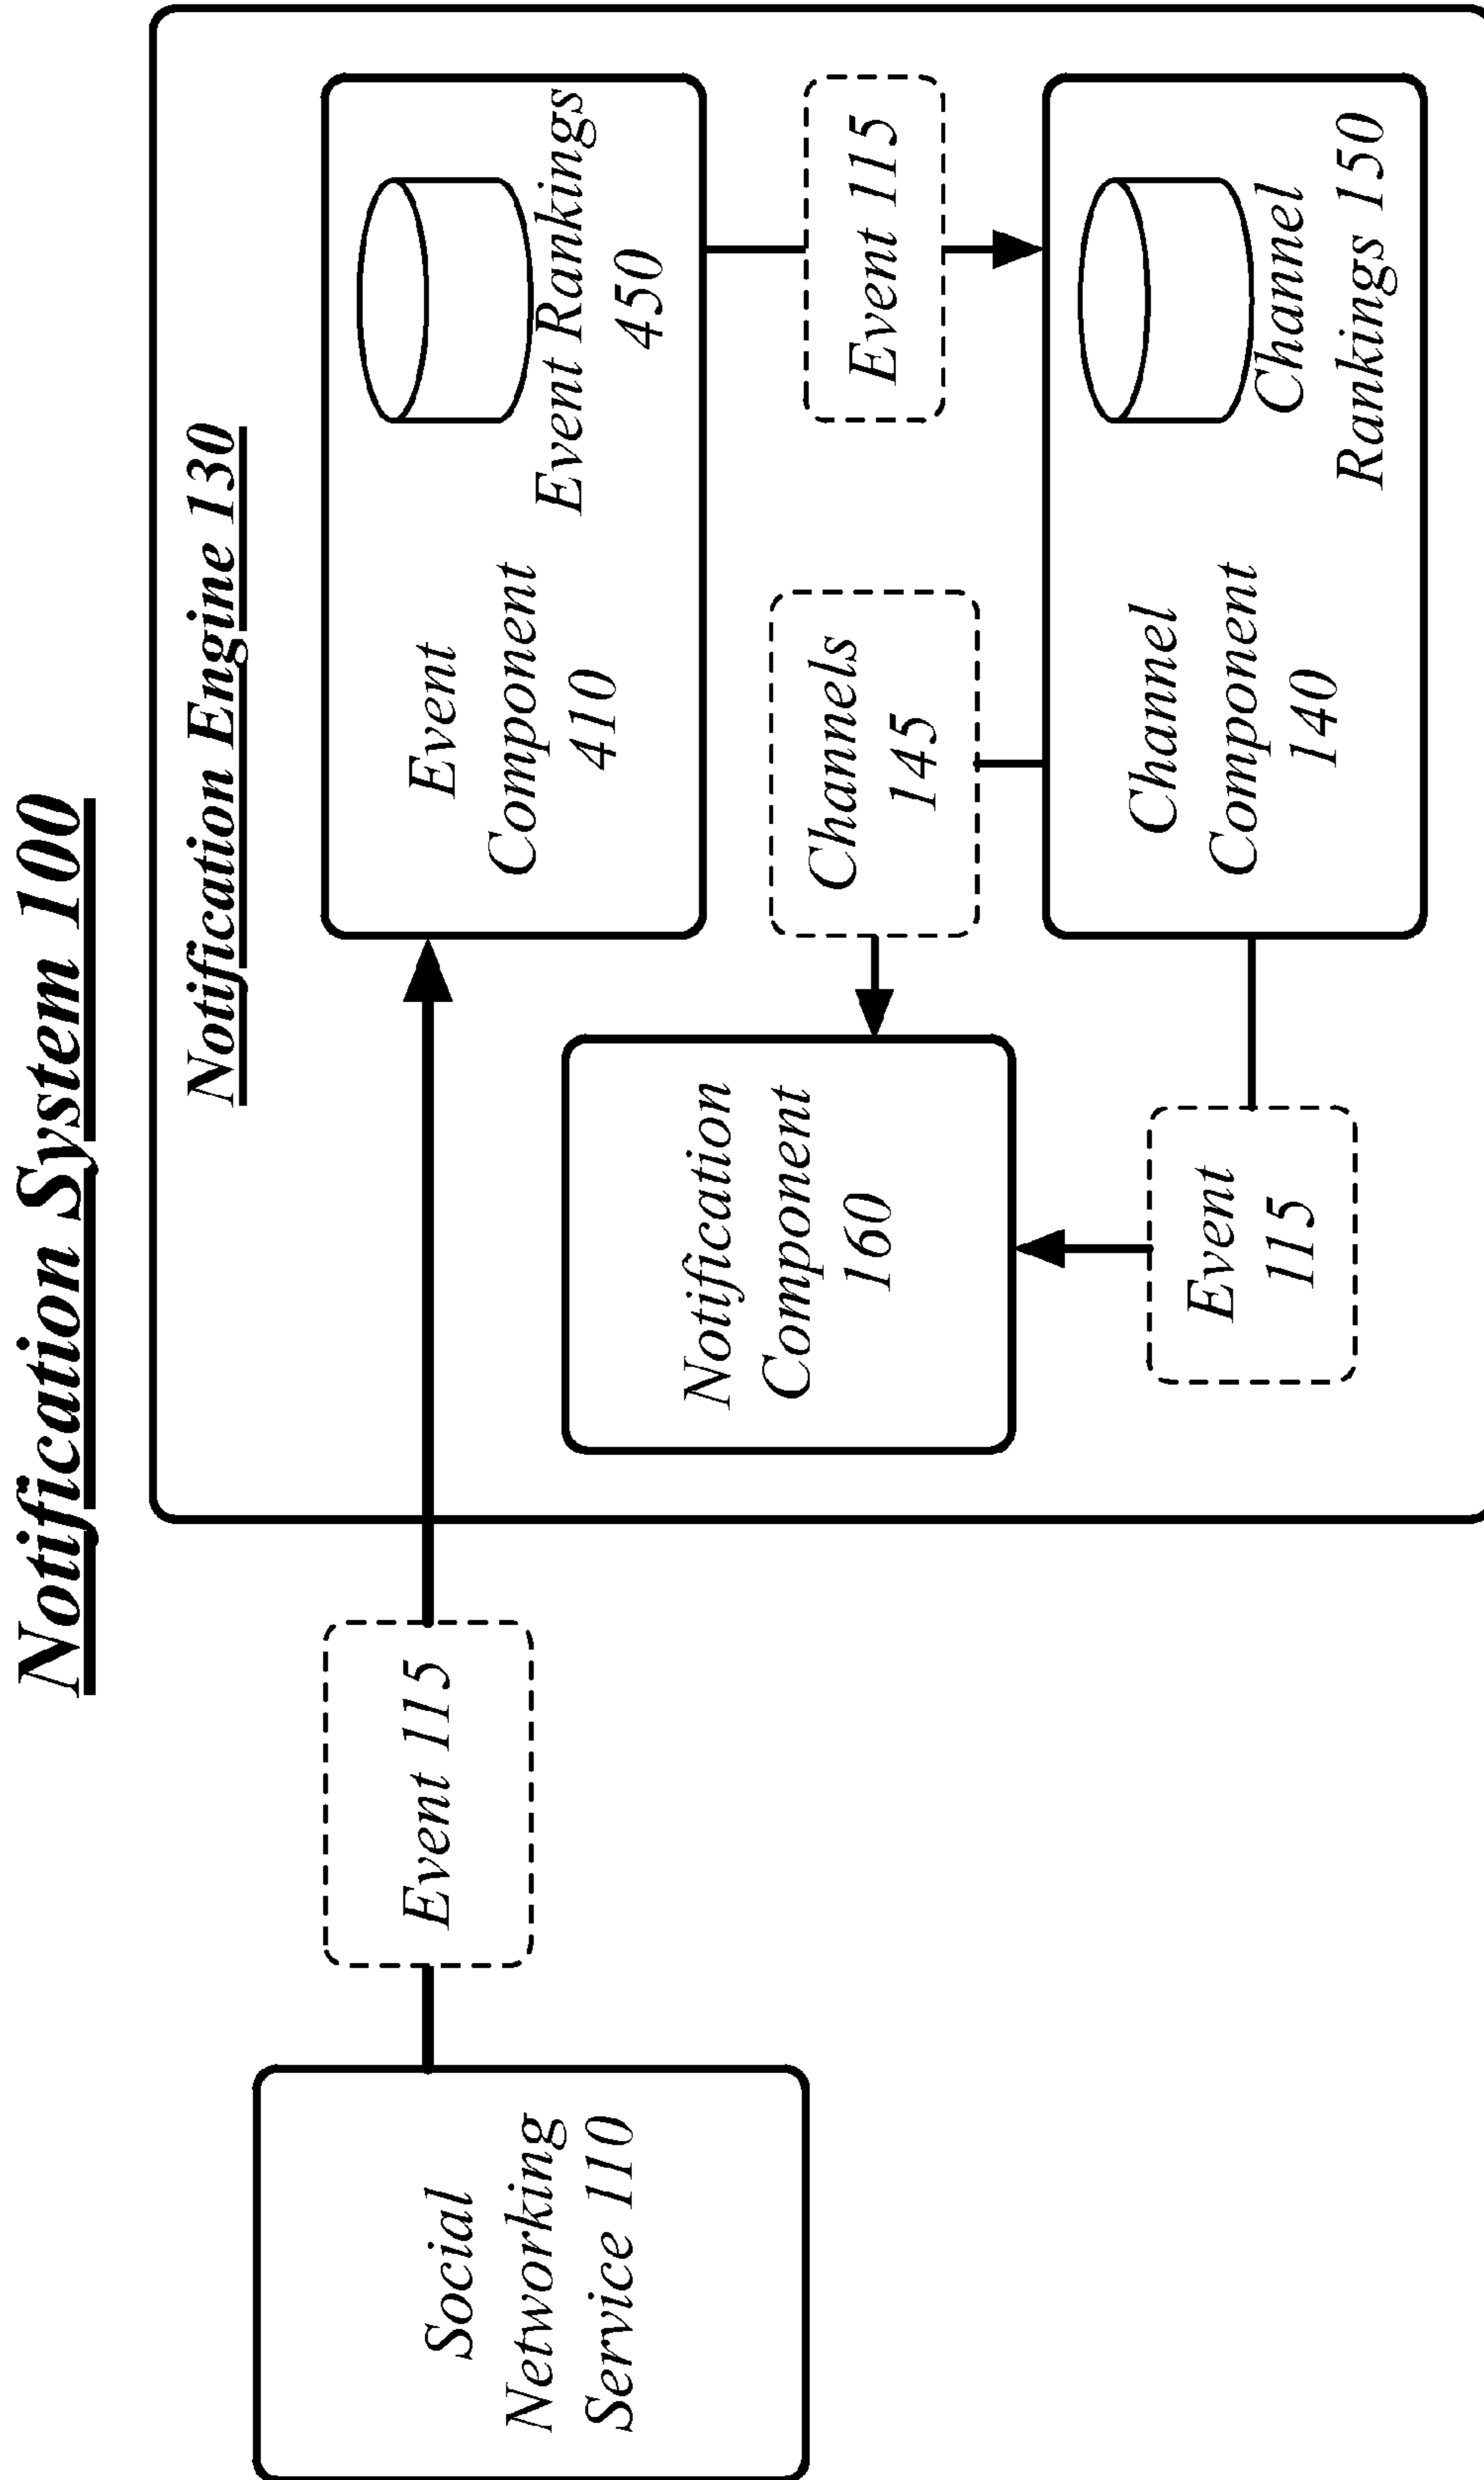 Notification System 100
Notification Engine 130
Social
Networking
Service 110
Event 115
Event
Component
410
Event Rankings
450
Event 115
Channels
145
Notification
Component
160
Event
115
Channel
Component
140
Channel
Rankings 150